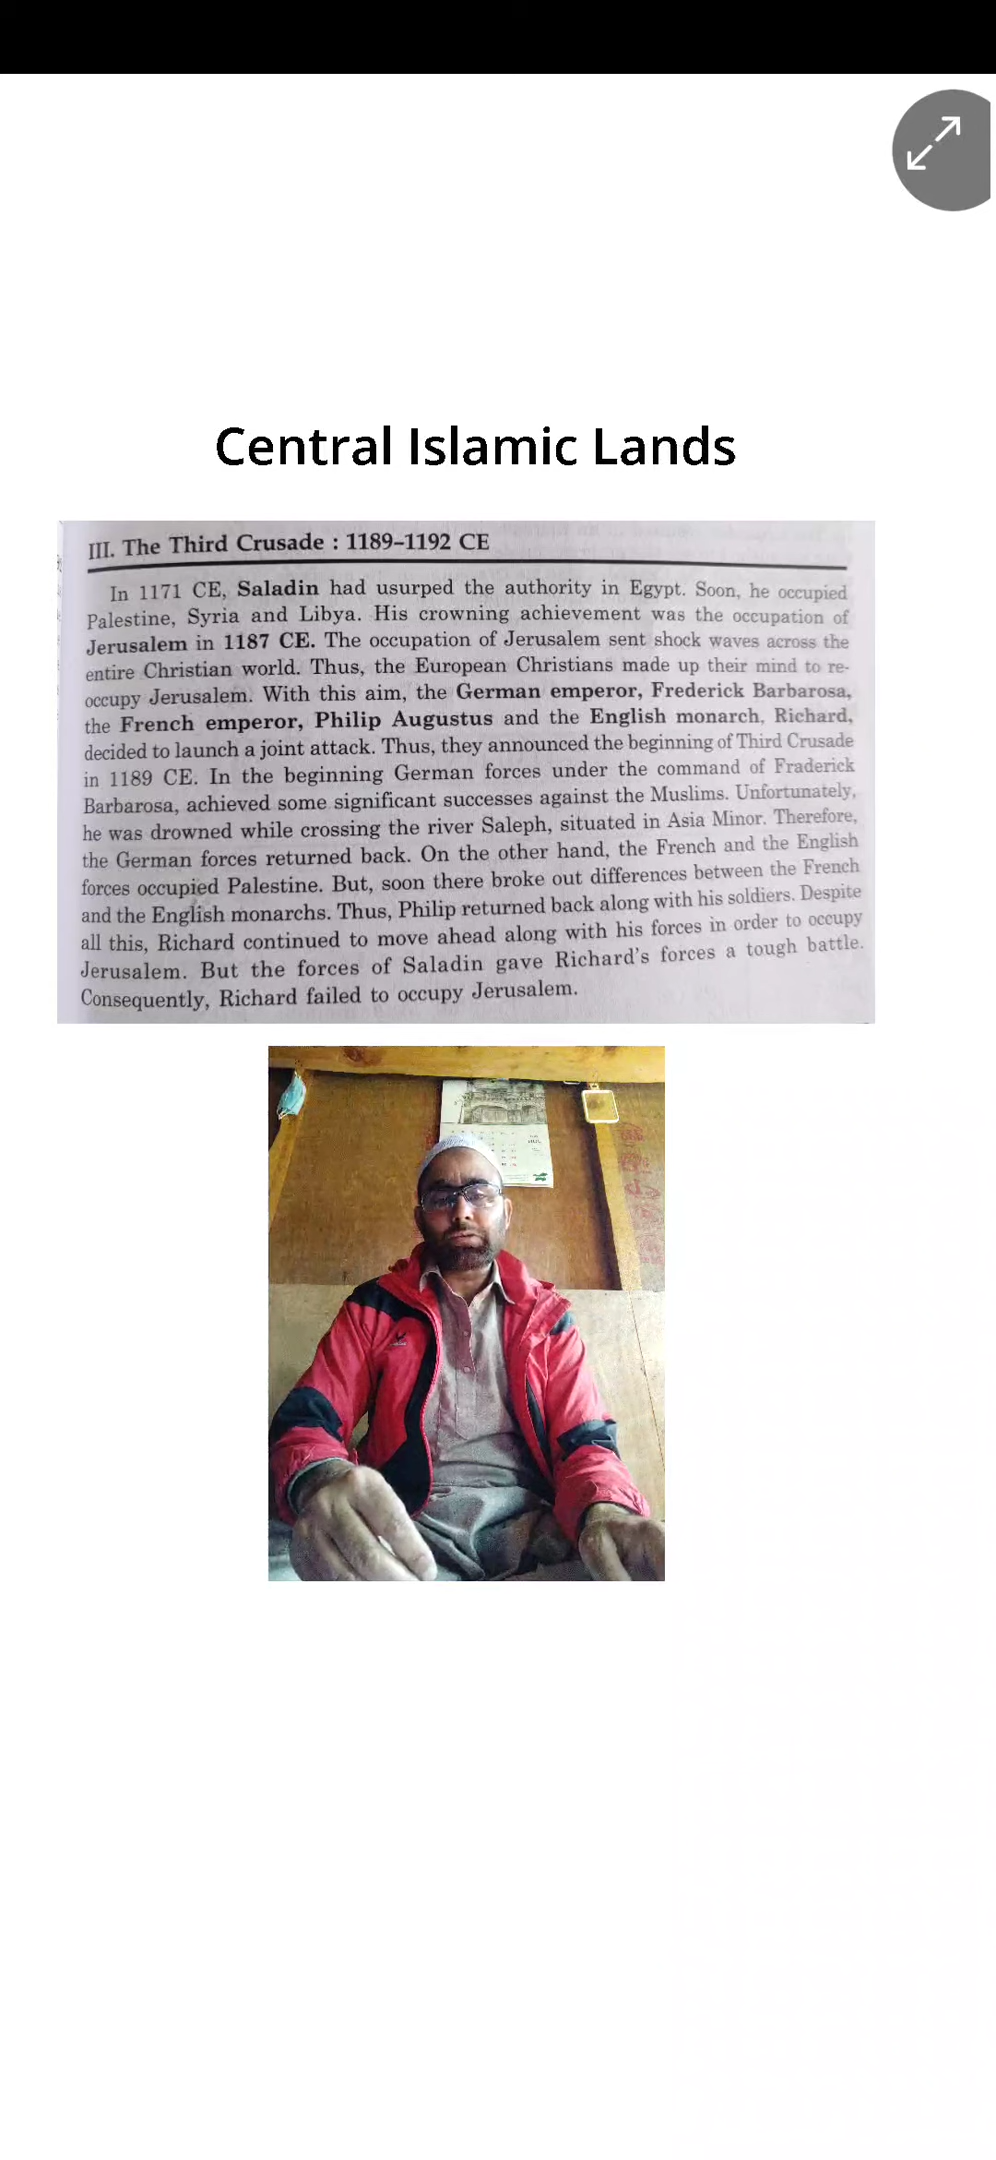 Central Islamic Lands
III. The Third Crusade : 1189–1192 CE
In 1171 CE, Saladin had usurped the authority in Egypt. Soon, he occupied
Palestine, Syria and Libya. His crowning achievement was the occupation of
Jerusalem in 1187 CE. The occupation of Jerusalem sent shock waves across the
entire Christian world. Thus, the European Christians made up their mind to re-
occupy Jerusalem. With this aim, the German emperor, Frederick Barbarosa,
the French emperor, Philip Augustus and the English monarch, Richard,
decided to launch a joint attack. Thus, they announced the beginning of Third Crusade
in 1189 CE. In the beginning German forces under the command of Fraderick
Barbarosa, achieved some significant successes against the Muslims. Unfortunately,
he was drowned while crossing the river Saleph, situated in Asia Minor. Therefore,
the German forces returned back. On the other hand, the French and the English
forces occupied Palestine. But, soon there broke out differences between the French
and the English monarchs. Thus, Philip returned back along with his soldiers. Despite
all this, Richard continued to move ahead along with his forces in order to occupy
Jerusalem. But the forces of Saladin gave Richard's forces a tough battle.
Consequently, Richard failed to occupy Jerusalem.